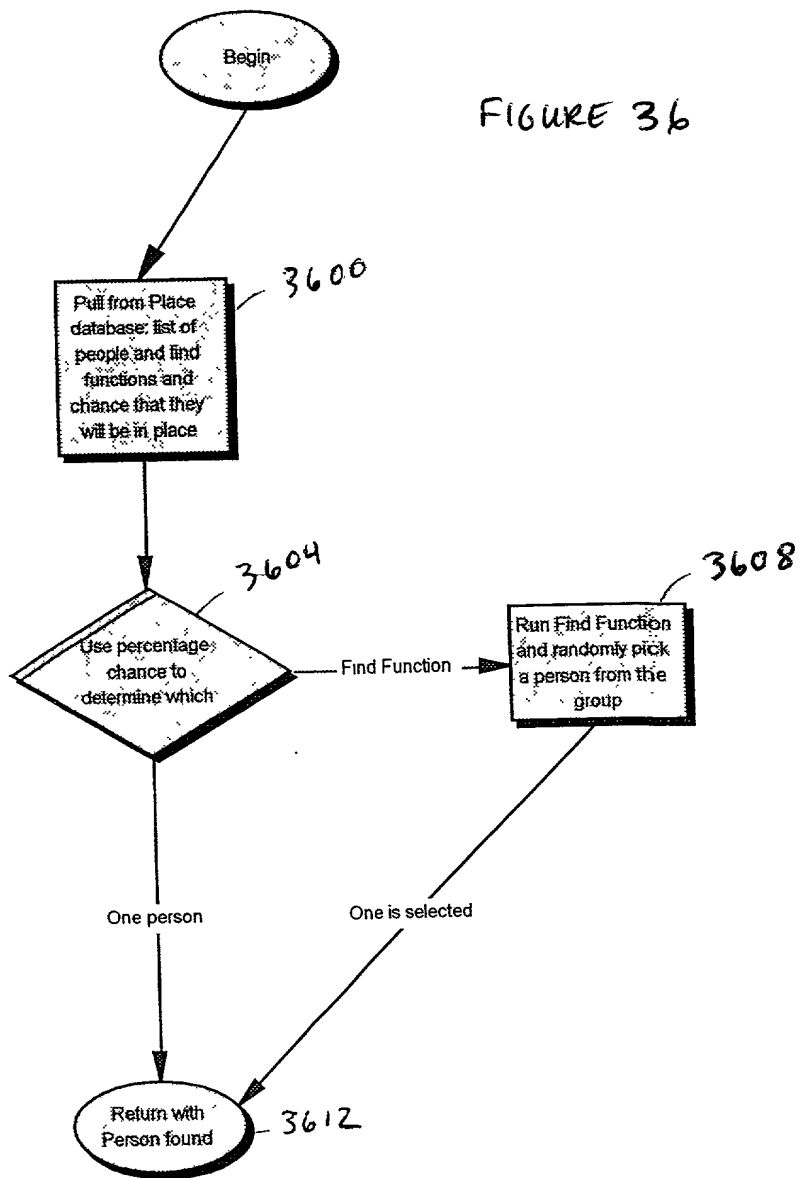 Begin
FIGURE 36
3600
Pull from Place
database: list of
people and find
functions and
chance that they
will be in place
3604
Use percentage
chance to
determine which
Find Function
3608
Run Find Function
and randomly pick
a person from the
group
One person
One is selected
Return with
Person found
3612